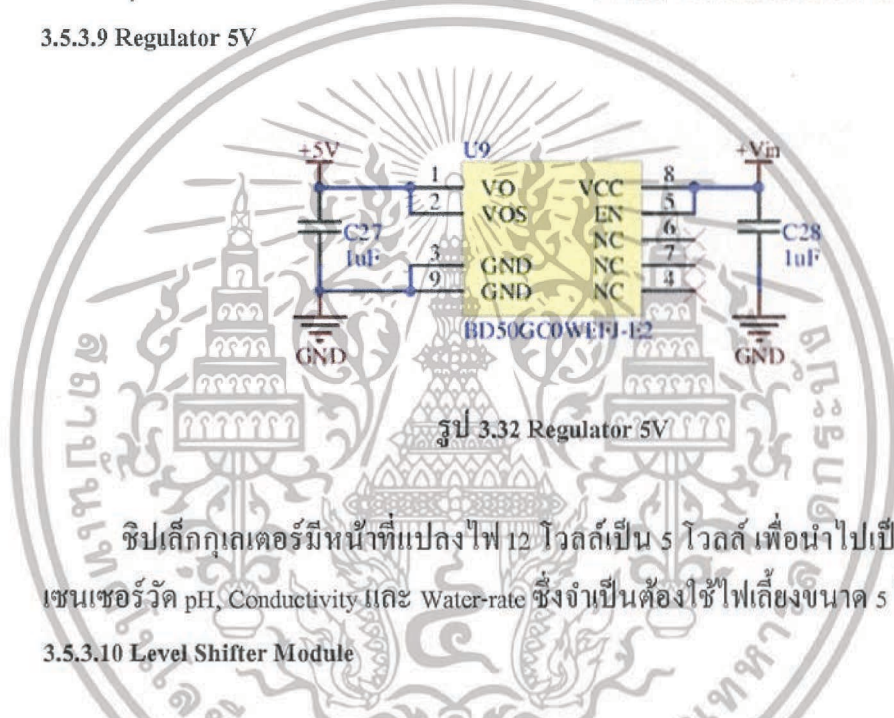 3.5.3.9 Regulator 5V
+5V
U9
+Vin
1
VO
VCC
8
2
VOS
EN
5
C27
1uF
NC
6
C28
1uF
3
GND
NC
7
9
GND
NC
4
BD50GC0WEFJ-E2
GND
GND
รูป 3.32 Regulator 5V
ชิปเล็กกูเลเตอร์มีหน้าที่แปลงไฟ 12 โวลล์เป็น 5 โวลล์ เพื่อนำไปเป็
เซนเซอร์วัด pH, Conductivity และ Water-rate ซึ่งจำเป็นต้องใช้ไฟเลี้ยงขนาด 5
3.5.3.10 Level Shifter Module